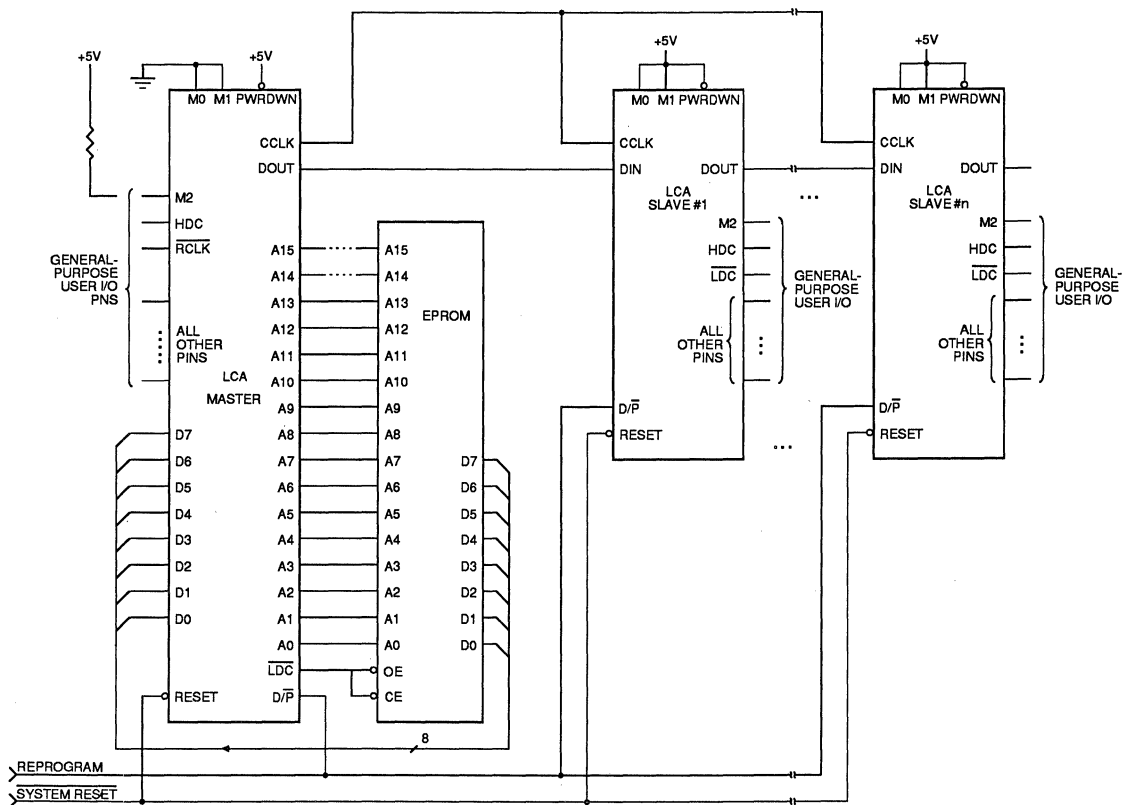 +5V
+5V
M0 M1 PWRDWN
CCLK
DOUT
M2
HDC
RCLK
GENERAL-
PURPOSE
USER I/O
PNS
ALL
OTHER
PINS
LCA
MASTER
A15
A14
A13
A12
A11
A10
A9
A8
A7
A6
A5
A4
A3
A2
A1
A0
LDC
D/P
D7
D6
D5
D4
D3
D2
D1
D0
RESET
EPROM
A15
A14
A13
A12
A11
A10
A9
A8
A7
A6
A5
A4
A3
A2
A1
A0
OE
CE
D7
D6
D5
D4
D3
D2
D1
D0
8
+5V
M0 M1 PWRDWN
CCLK
DIN
DOUT
LCA
SLAVE #1
M2
HDC
LDC
GENERAL-
PURPOSE
USER I/O
ALL
OTHER
PINS
D/P
RESET
+5V
M0 M1 PWRDWN
CCLK
DIN
DOUT
LCA
SLAVE #n
M2
HDC
LDC
GENERAL-
PURPOSE
USER I/O
ALL
OTHER
PINS
D/P
RESET
REPROGRAM
SYSTEM RESET